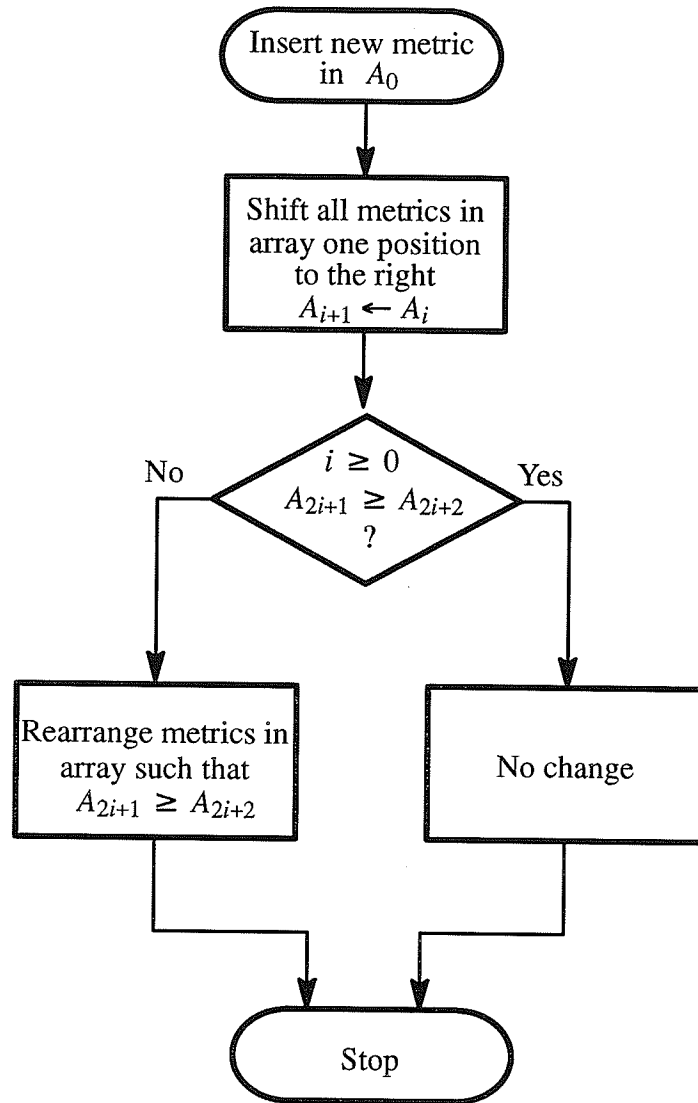 Insert new metric
in A₀
Shift all metrics in
array one position
to the right
Aᵢ₊₁ ← Aᵢ
i ≥ 0
A₂ᵢ₊₁ ≥ A₂ᵢ₊₂
?
No
Yes
Rearrange metrics in
array such that
A₂ᵢ₊₁ ≥ A₂ᵢ₊₂
No change
Stop